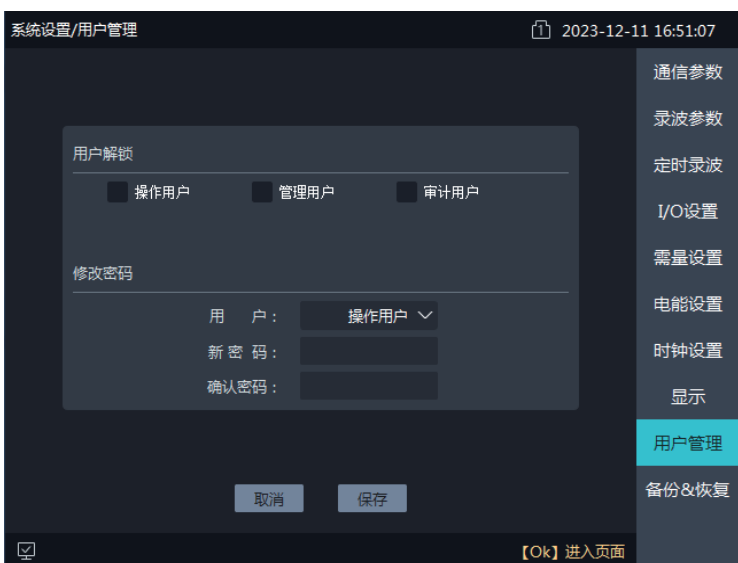 系统设置/用户管理
1 2023-12-11 16:51:07
通信参数
录波参数
定时录波
I/O设置
需量设置
电能设置
时钟设置
显示
用户管理
备份&恢复
用户解锁
操作用户 管理用户 审计用户
修改密码
用 户： 操作用户
新 密 码：
确认密码：
取消 保存
【Ok】进入页面